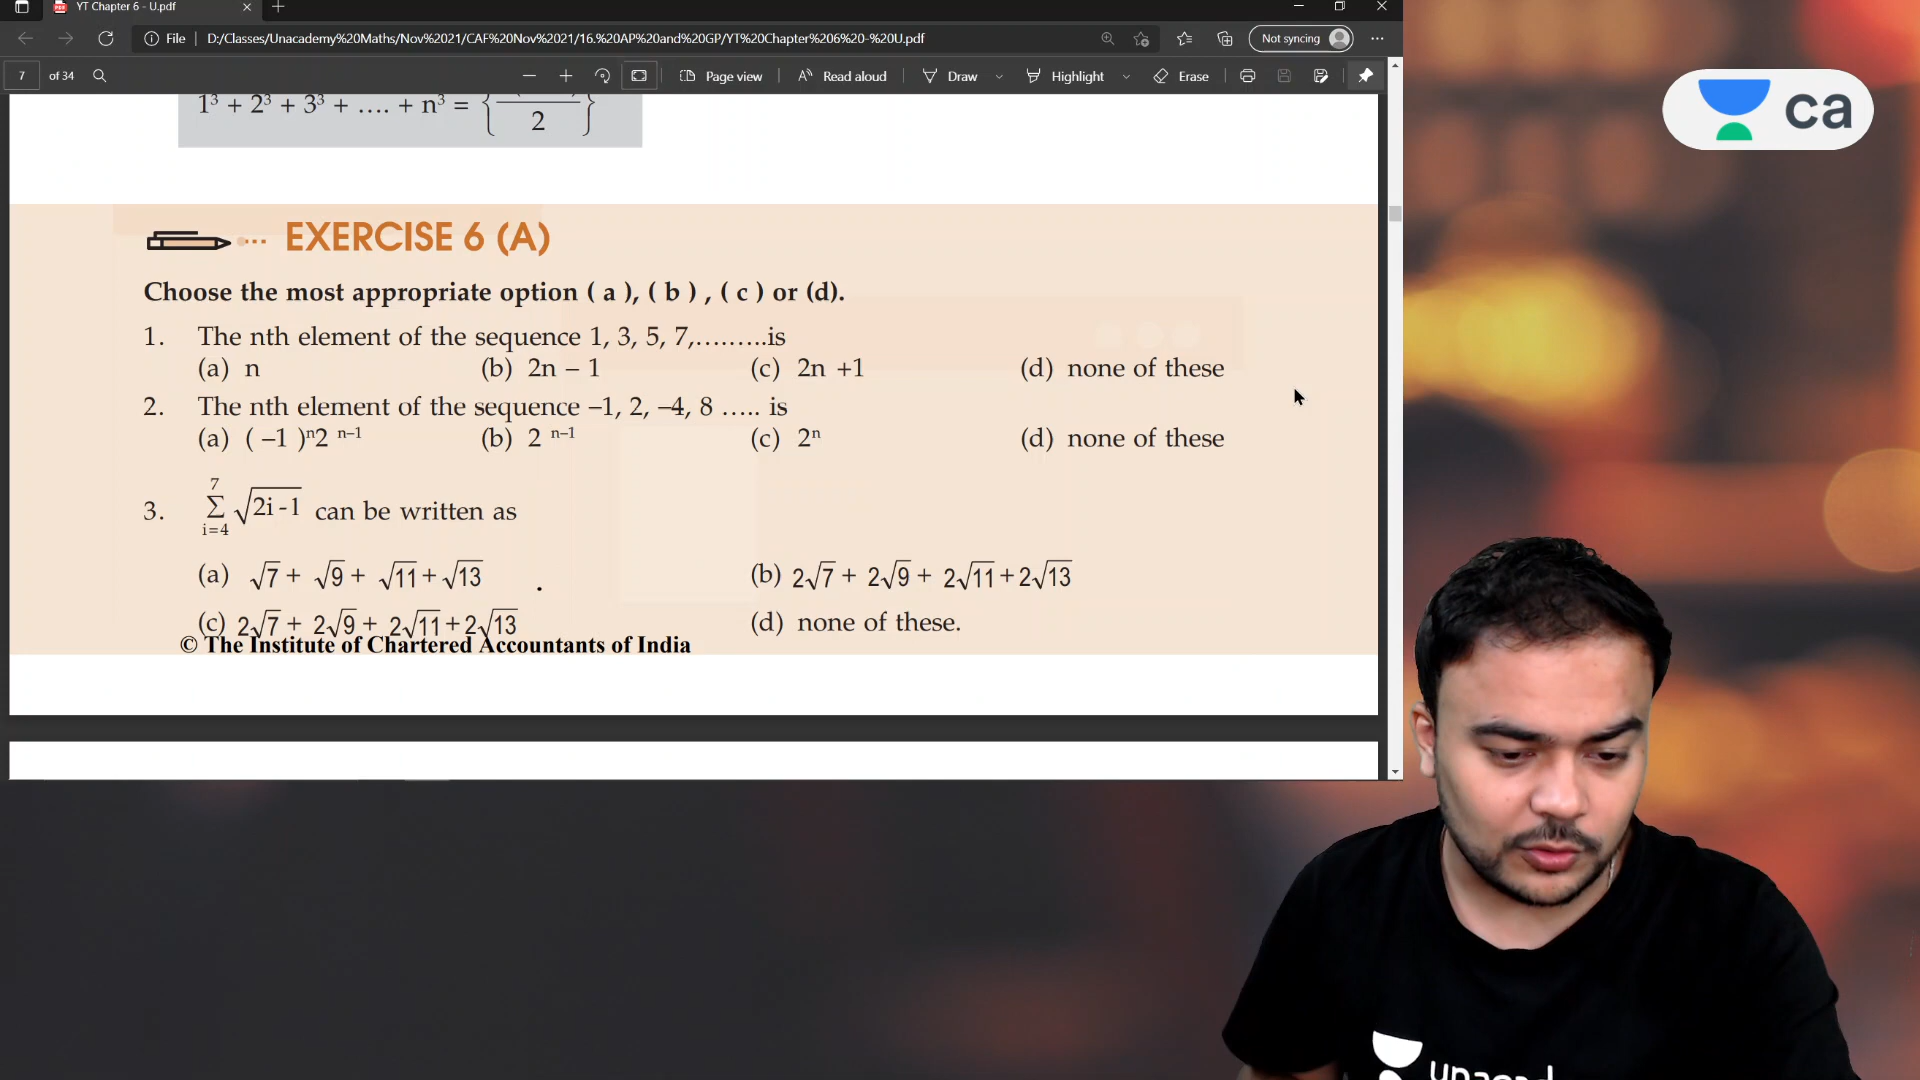 YT Chapter 6 - U.pdf
File | D:/Classes/Unacademy%20Maths/Nov%2021/CAF%20Nov%2021/16.%20AP%20and%20GP/YT%20Chapter%206%20-%20U.pdf
Not syncing
7 of 34
Page view
Read aloud
Draw
Highlight
Erase
1³ + 2³ + 3³ + .... + n³ = { / 2 }
ca
EXERCISE 6 (A)
Choose the most appropriate option ( a ), ( b ) , ( c ) or (d).
1. The nth element of the sequence 1, 3, 5, 7,.........is
(a) n (b) 2n – 1 (c) 2n +1 (d) none of these
2. The nth element of the sequence –1, 2, –4, 8 ..... is
(a) ( –1 )ⁿ2 ⁿ⁻¹ (b) 2 ⁿ⁻¹ (c) 2ⁿ (d) none of these
3. 7 Σ i=4 √2i-1 can be written as
(a) √7 + √9 + √11 + √13 . (b) 2√7 + 2√9 + 2√11 + 2√13
(c) 2√7 + 2√9 + 2√11 + 2√13 (d) none of these.
© The Institute of Chartered Accountants of India